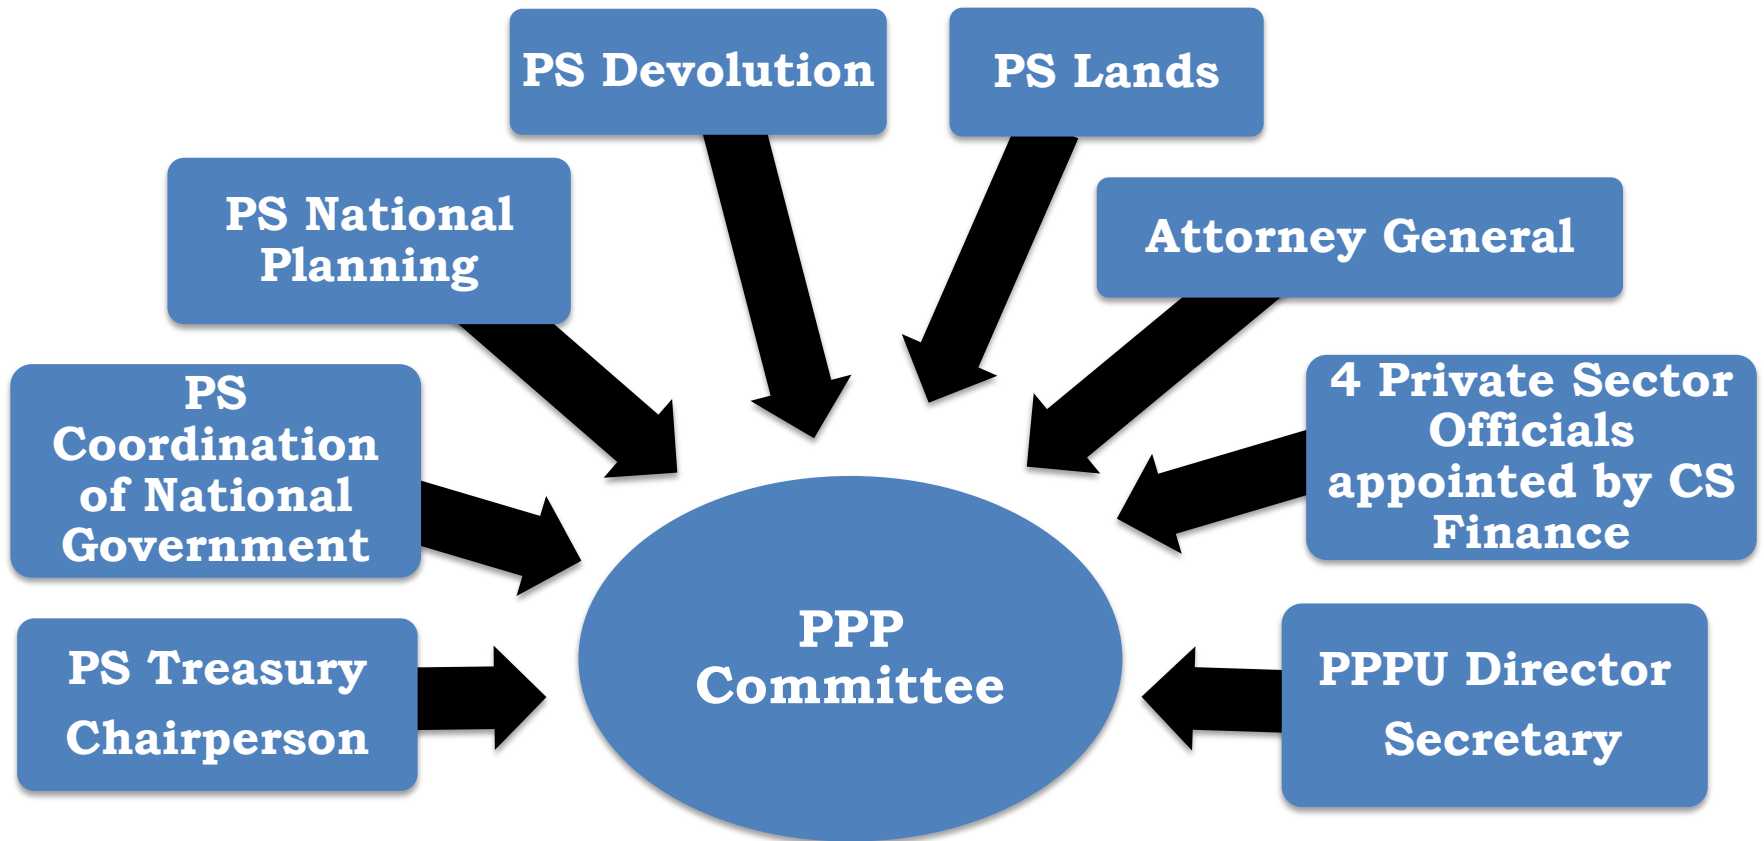 PS Devolution
PS Lands
PS National
Planning
Attorney General
PS
Coordination
of National
Government
4 Private Sector
Officials
appointed by CS
Finance
PS Treasury
Chairperson
PPP
Committee
PPPU Director
Secretary